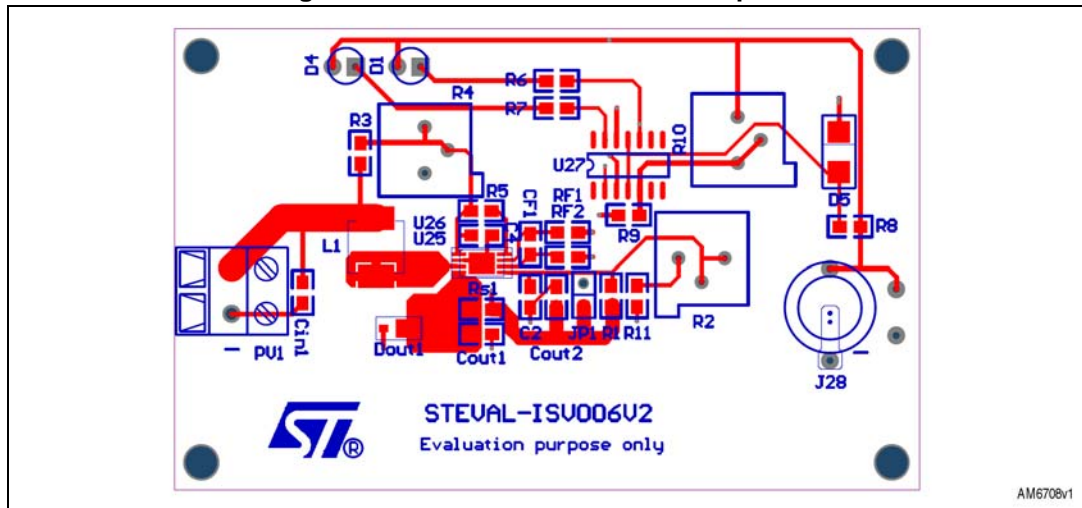 D4
D1
R6
R4
R7
R3
R10
U27
D5
R5
CF1
RF1
U26
RF2
U25
R9
R8
L1
Rs1
R2
Cin1
C2
JP1
R1
R11
PV1
Dout1
Cout1
Cout2
J28
STEVAL-ISV006V2
ST®
Evaluation purpose only
AM6708v1